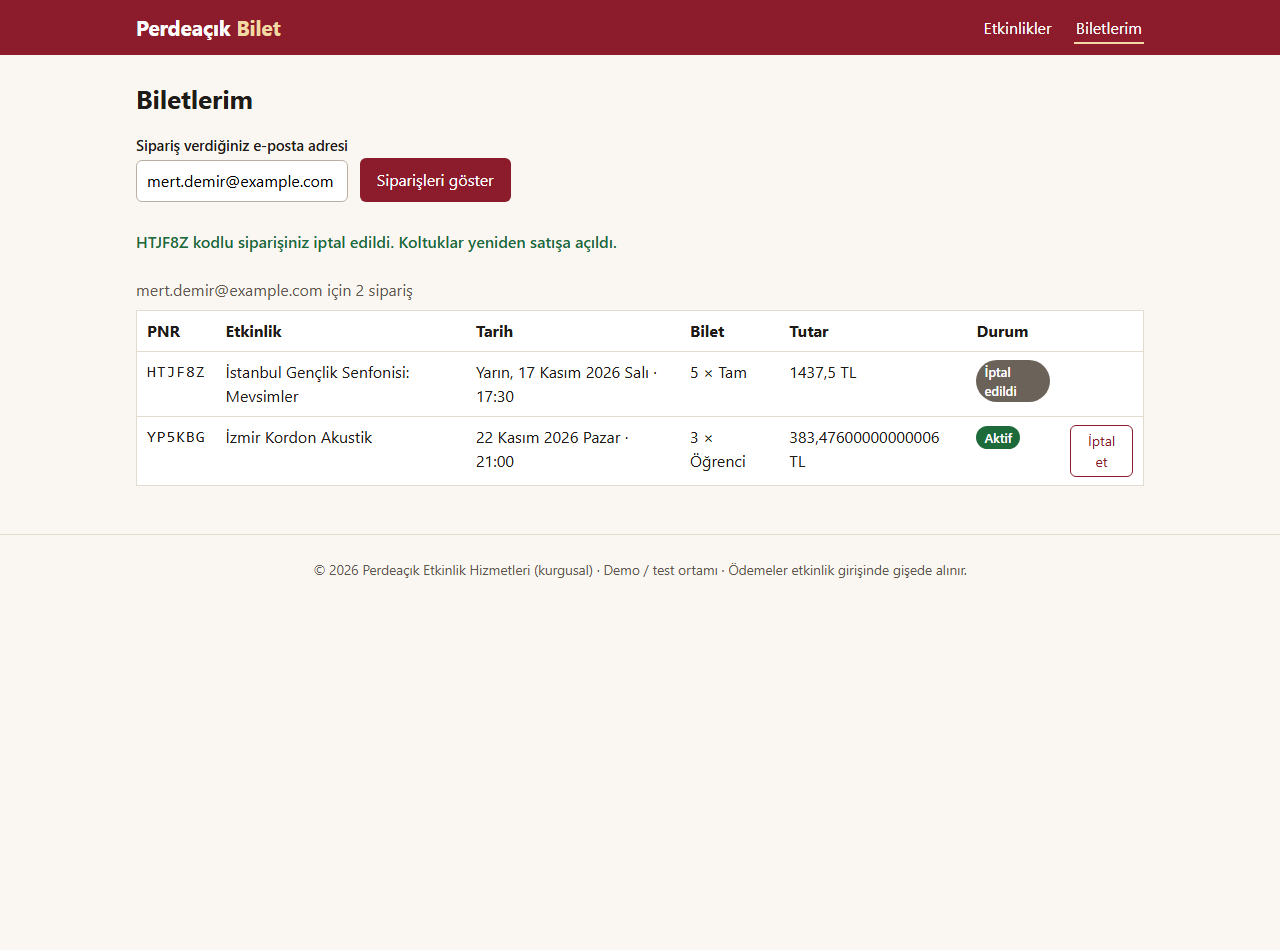 Perdeaçık Bilet
Etkinlikler
Biletlerim
Biletlerim
Sipariş verdiğiniz e-posta adresi
mert.demir@example.com
Siparişleri göster
HTJF8Z kodlu siparişiniz iptal edildi. Koltuklar yeniden satışa açıldı.
mert.demir@example.com için 2 sipariş
PNR Etkinlik Tarih Bilet Tutar Durum
HTJF8Z
İstanbul Gençlik Senfonisi:
Mevsimler
Yarın, 17 Kasım 2026 Salı ·
17:30
5 × Tam
1437,5 TL
İptal
edildi
YP5KBG
İzmir Kordon Akustik
22 Kasım 2026 Pazar ·
21:00
3 ×
Öğrenci
383,47600000000006
TL
Aktif
İptal
et
© 2026 Perdeaçık Etkinlik Hizmetleri (kurgusal) · Demo / test ortamı · Ödemeler etkinlik girişinde gişede alınır.